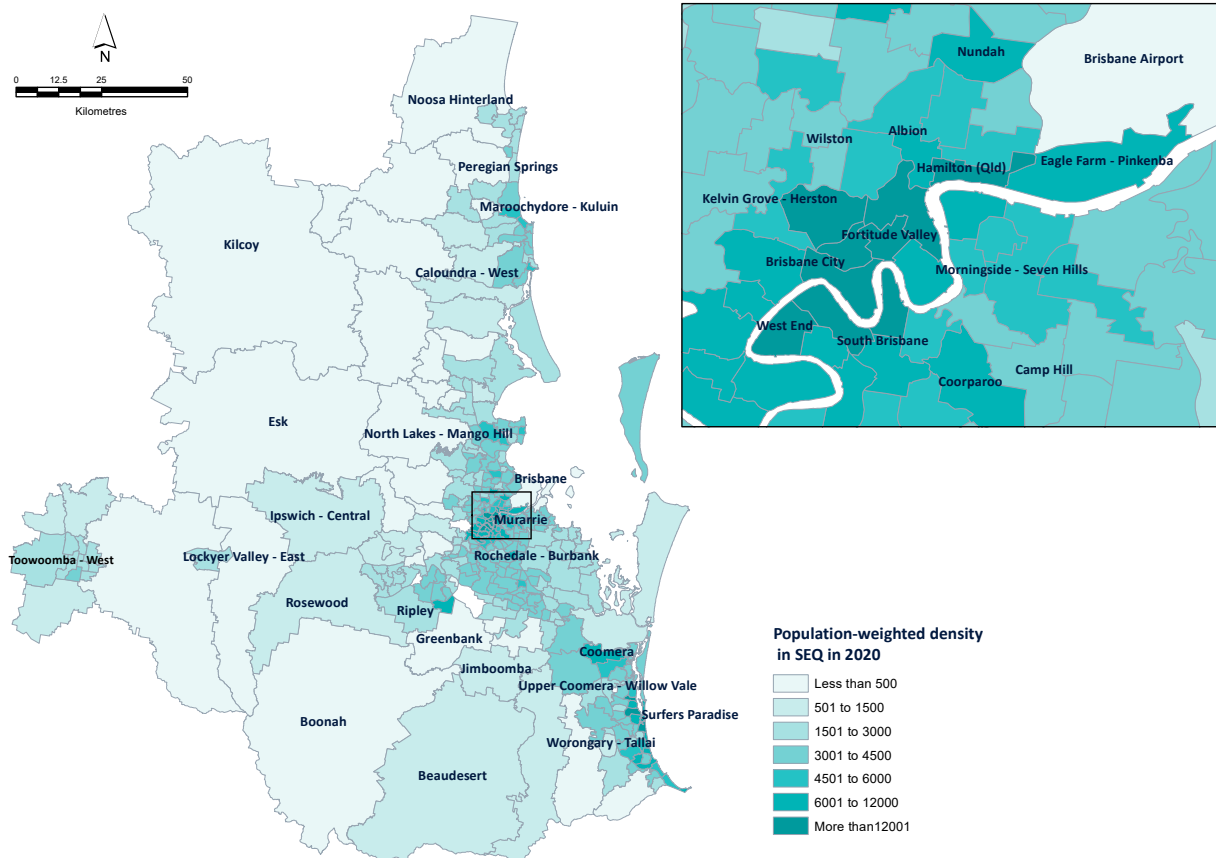 N
0 12.5 25 50
Kilometres
Noosa Hinterland
Peregian Springs
Maroochydore - Kuluin
Kilcoy
Caloundra - West
Esk
North Lakes - Mango Hill
Brisbane
Ipswich - Central
Murarrie
Toowoomba - West
Lockyer Valley - East
Rochedale - Burbank
Rosewood
Ripley
Greenbank
Coomera
Jimboomba
Upper Coomera - Willow Vale
Boonah
Surfers Paradise
Worongary - Tallai
Beaudesert
Nundah
Brisbane Airport
Albion
Wilston
Hamilton (Qld)
Eagle Farm - Pinkenba
Kelvin Grove - Herston
Fortitude Valley
Brisbane City
Morningside - Seven Hills
West End
South Brisbane
Camp Hill
Coorparoo
Population-weighted density
in SEQ in 2020
Less than 500
501 to 1500
1501 to 3000
3001 to 4500
4501 to 6000
6001 to 12000
More than12001